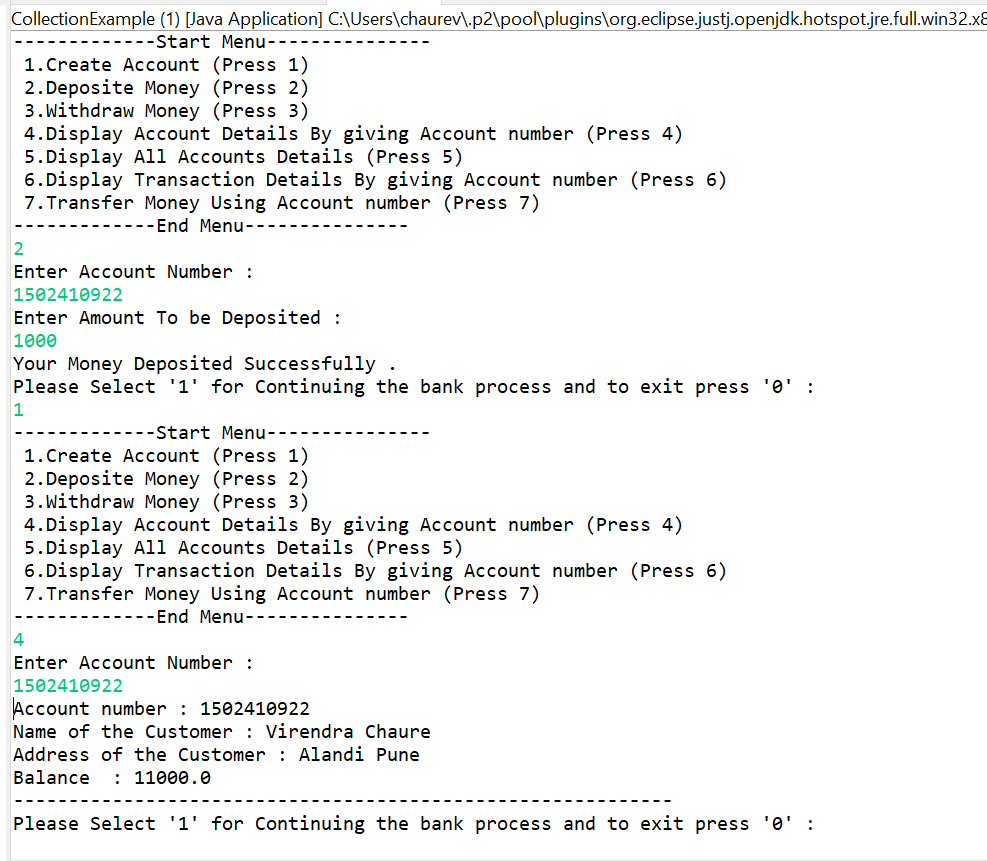 CollectionExample (1) [Java Application] C:\Users\chaurev\.p2\pool\plugins\org.eclipse.justj.openjdk.hotspot.jre.full.win32.x8
-------------Start Menu---------------
1.Create Account (Press 1)
2.Deposite Money (Press 2)
3.Withdraw Money (Press 3)
4.Display Account Details By giving Account number (Press 4)
5.Display All Accounts Details (Press 5)
6.Display Transaction Details By giving Account number (Press 6)
7.Transfer Money Using Account number (Press 7)
-------------End Menu---------------
2
Enter Account Number :
1502410922
Enter Amount To be Deposited :
1000
Your Money Deposited Successfully .
Please Select '1' for Continuing the bank process and to exit press '0' :
1
-------------Start Menu---------------
1.Create Account (Press 1)
2.Deposite Money (Press 2)
3.Withdraw Money (Press 3)
4.Display Account Details By giving Account number (Press 4)
5.Display All Accounts Details (Press 5)
6.Display Transaction Details By giving Account number (Press 6)
7.Transfer Money Using Account number (Press 7)
-------------End Menu---------------
4
Enter Account Number :
1502410922
Account number : 1502410922
Name of the Customer : Virendra Chaure
Address of the Customer : Alandi Pune
Balance  : 11000.0
------------------------------------------------------------
Please Select '1' for Continuing the bank process and to exit press '0' :